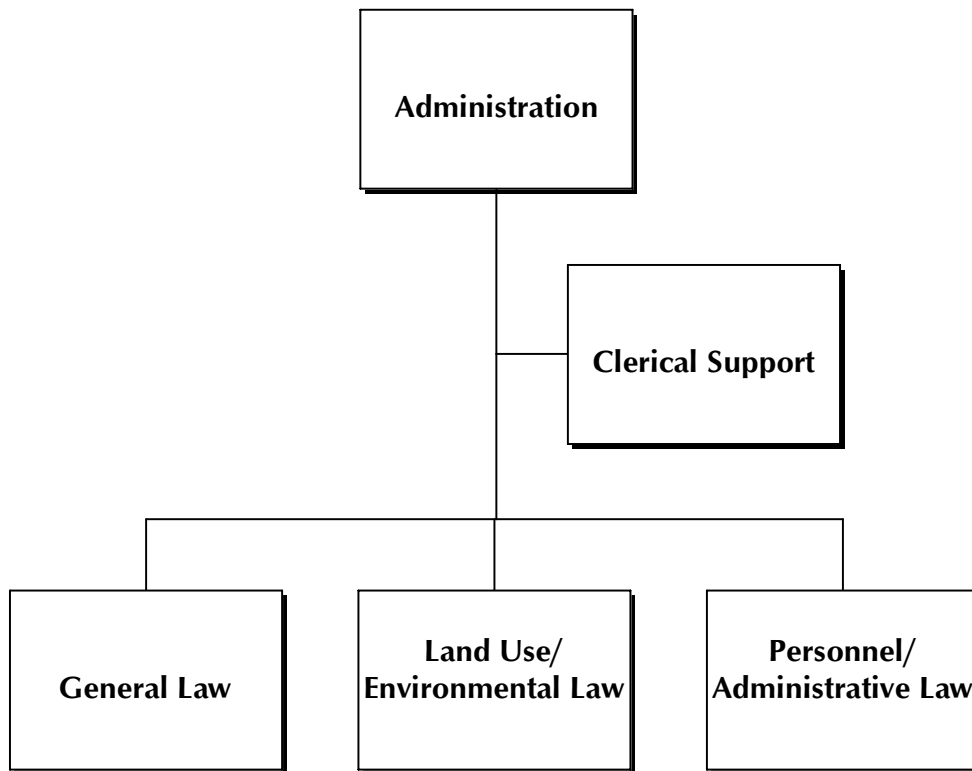 Administration
Clerical Support
General Law
Land Use/
Environmental Law
Personnel/
Administrative Law